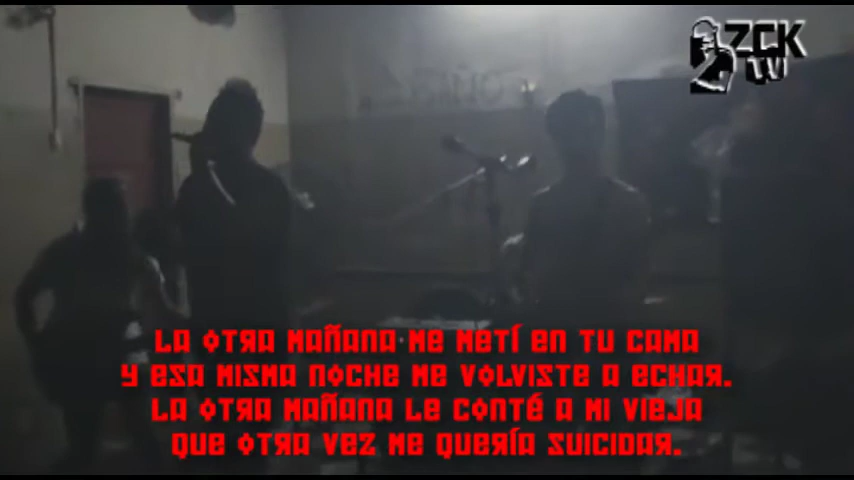 ZCK
TV
LA OTRA MAÑANA ME METÍ EN TU CAMA
Y ESA MISMA NOCHE ME VOLVISTE A ECHAR.
LA OTRA MAÑANA LE CONTÉ A MI VIEJA
QUE OTRA VEZ ME QUERÍA SUICIDAR.